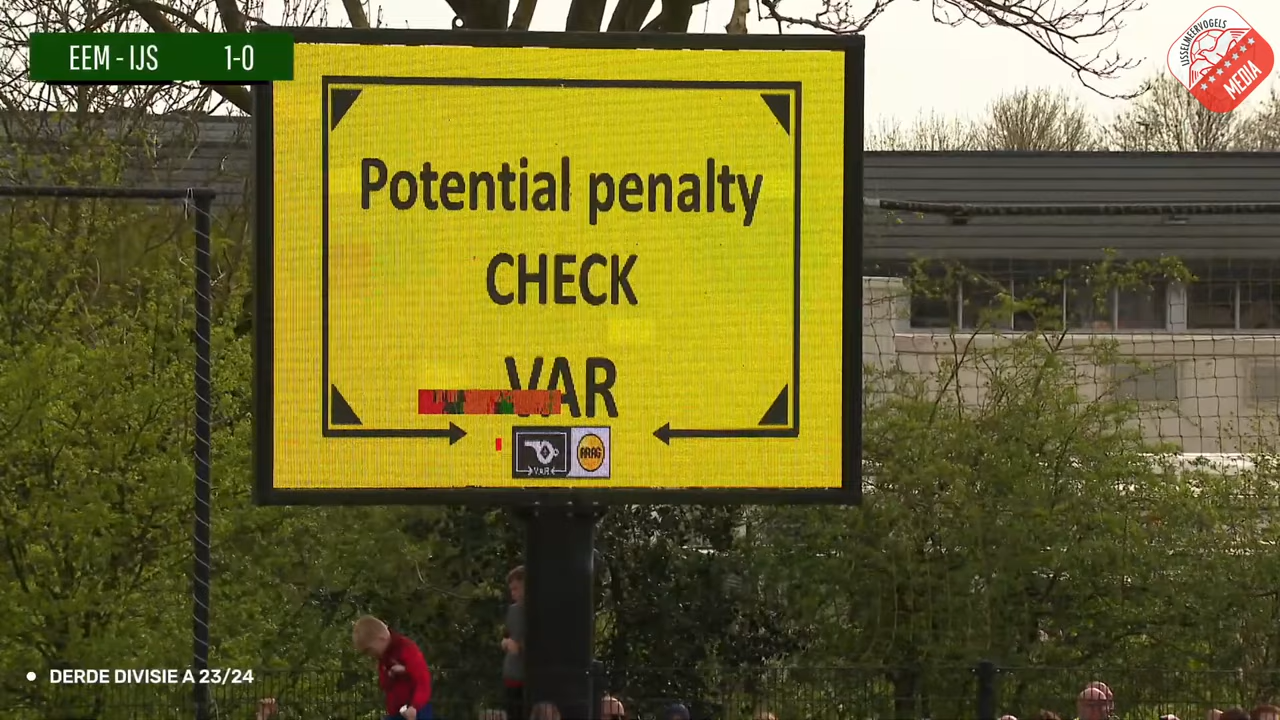 EEM - IJS 1-0
IJSSELMEERVOGELS
MEDIA
Potential penalty
CHECK
VAR
VAR
ARAG
DERDE DIVISIE A 23/24